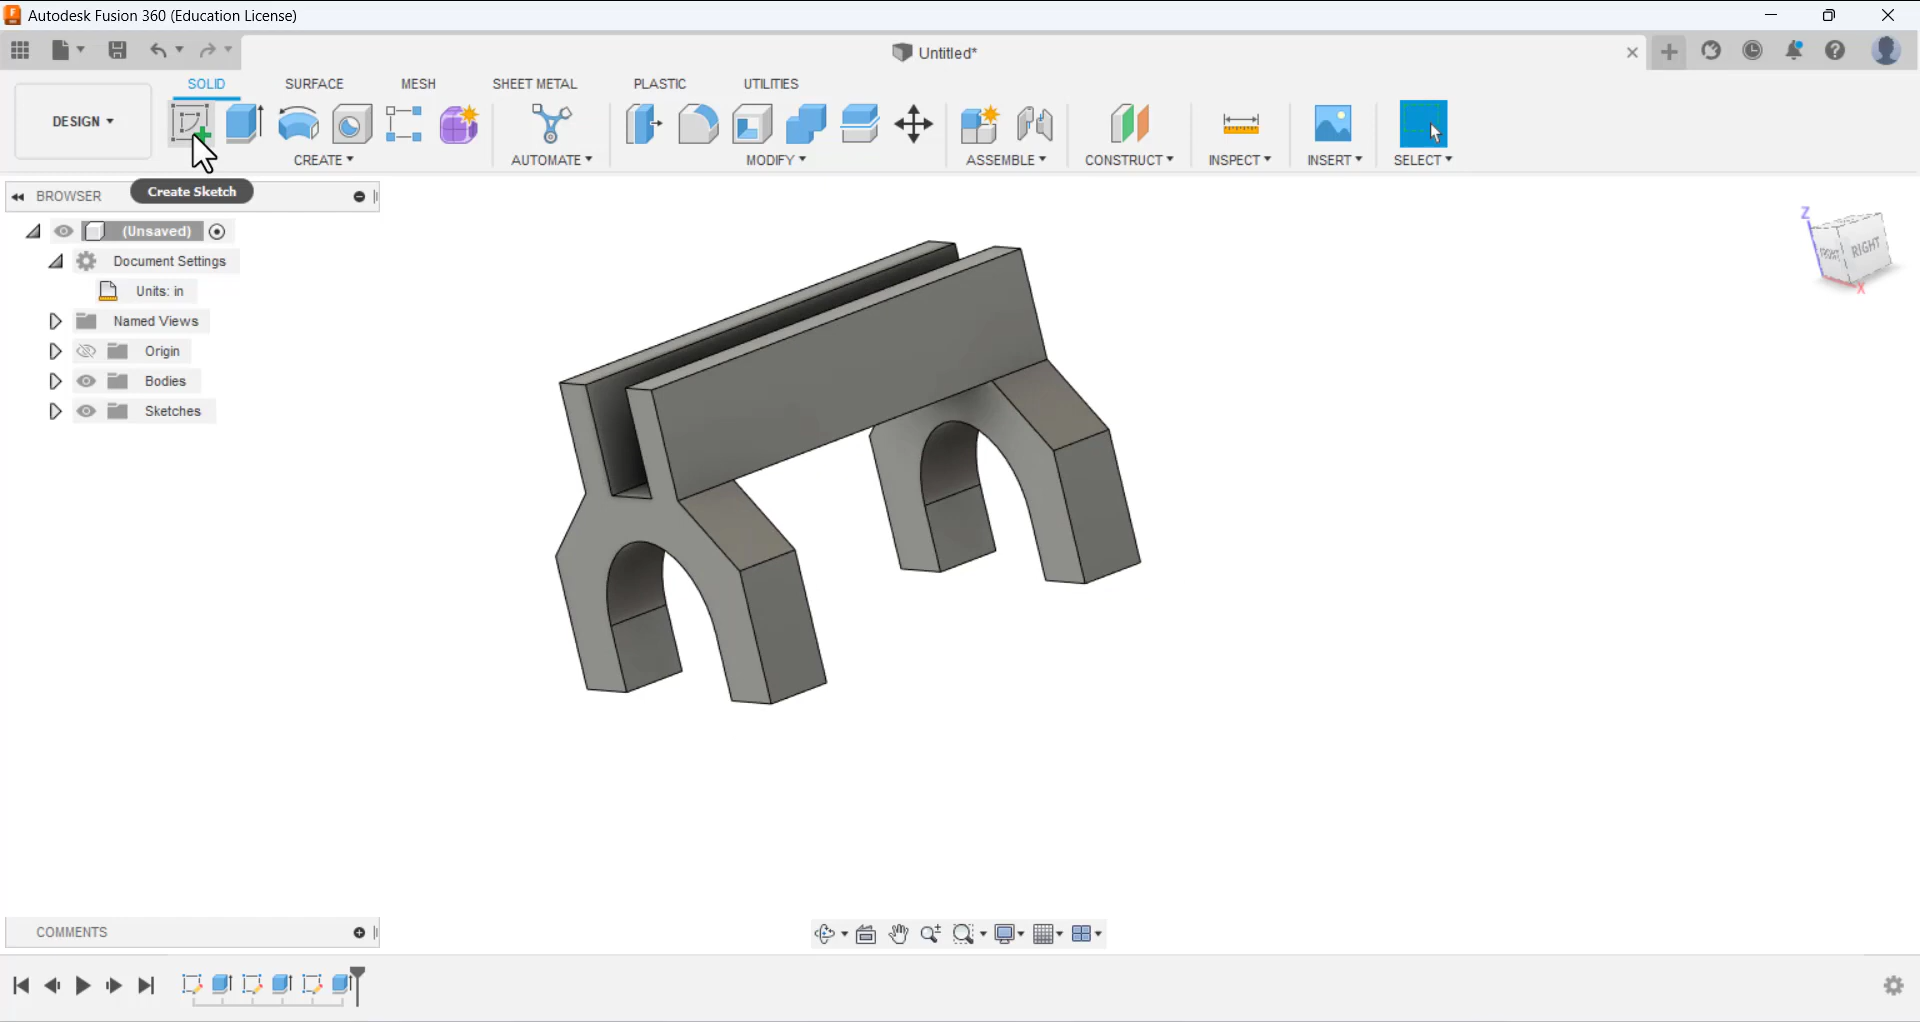 Autodesk Fusion 360 (Education License)
Untitled*
SOLID SURFACE MESH SHEET METAL PLASTIC UTILITIES
DESIGN
CREATE AUTOMATE MODIFY ASSEMBLE CONSTRUCT INSPECT INSERT SELECT
BROWSER
Create Sketch
(Unsaved)
Document Settings
Units: in
Named Views
Origin
Bodies
Sketches
Z
FRONT RIGHT
X
COMMENTS